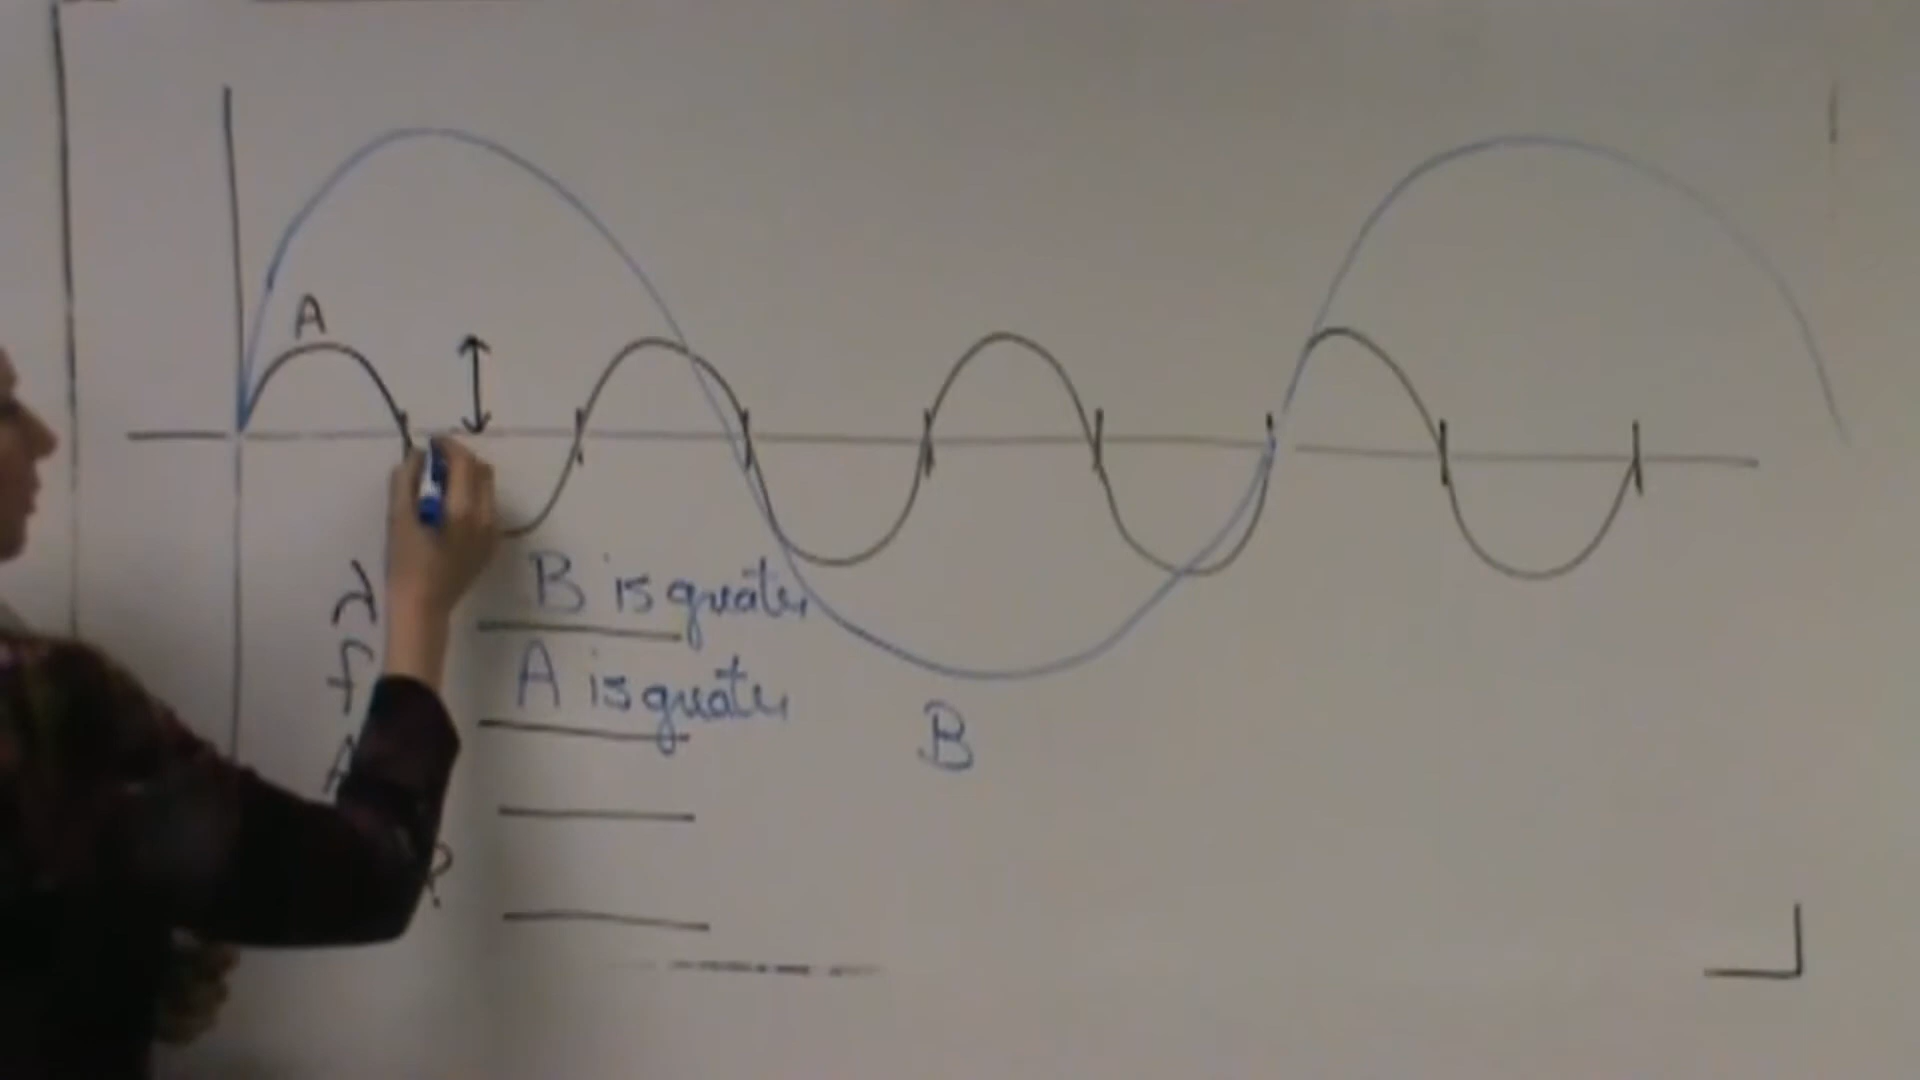 A
λ B is greater
f A is greater
A
B